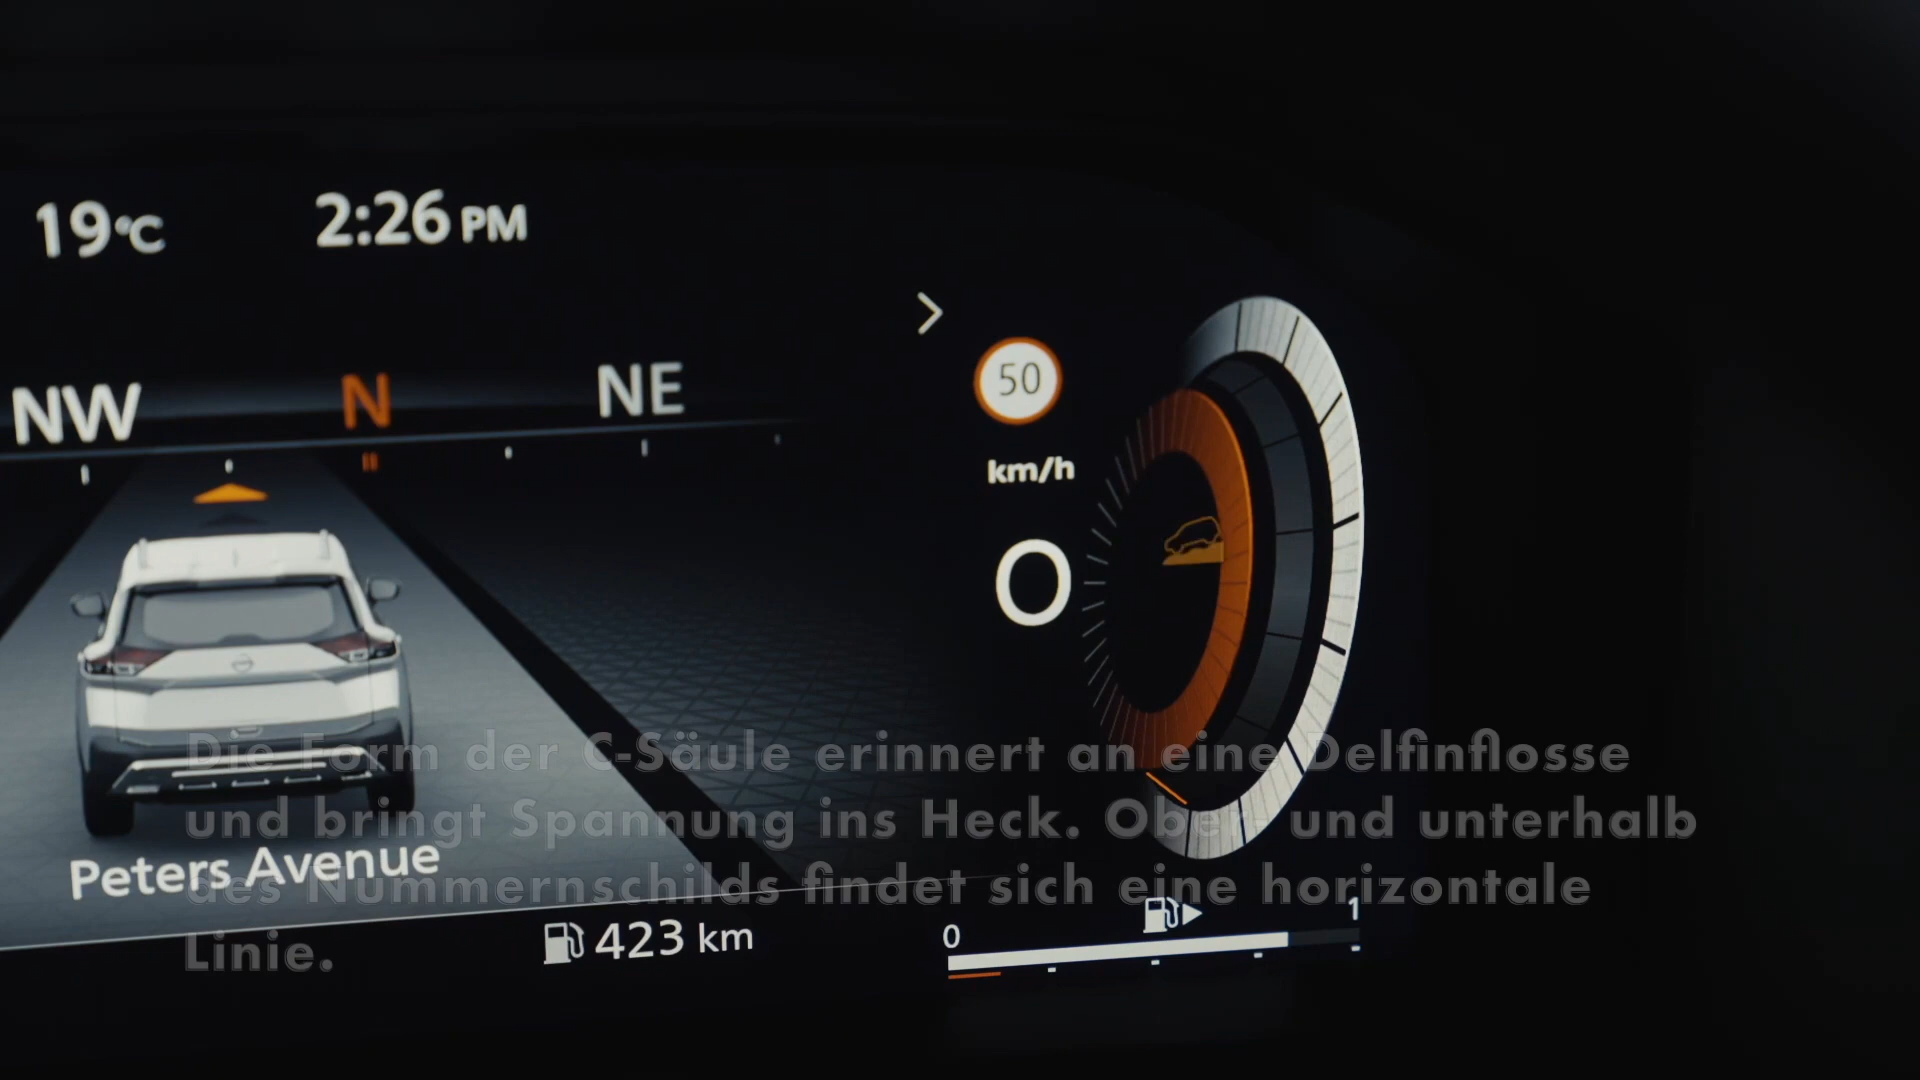 19°C 2:26 PM
50
NW N NE
km/h
0
Die Form der C-Säule erinnert an eine Delfinflosse
und bringt Spannung ins Heck. Ober- und unterhalb
Peters Avenue
des Nummernschilds findet sich eine horizontale
423 km
0 1
Linie.